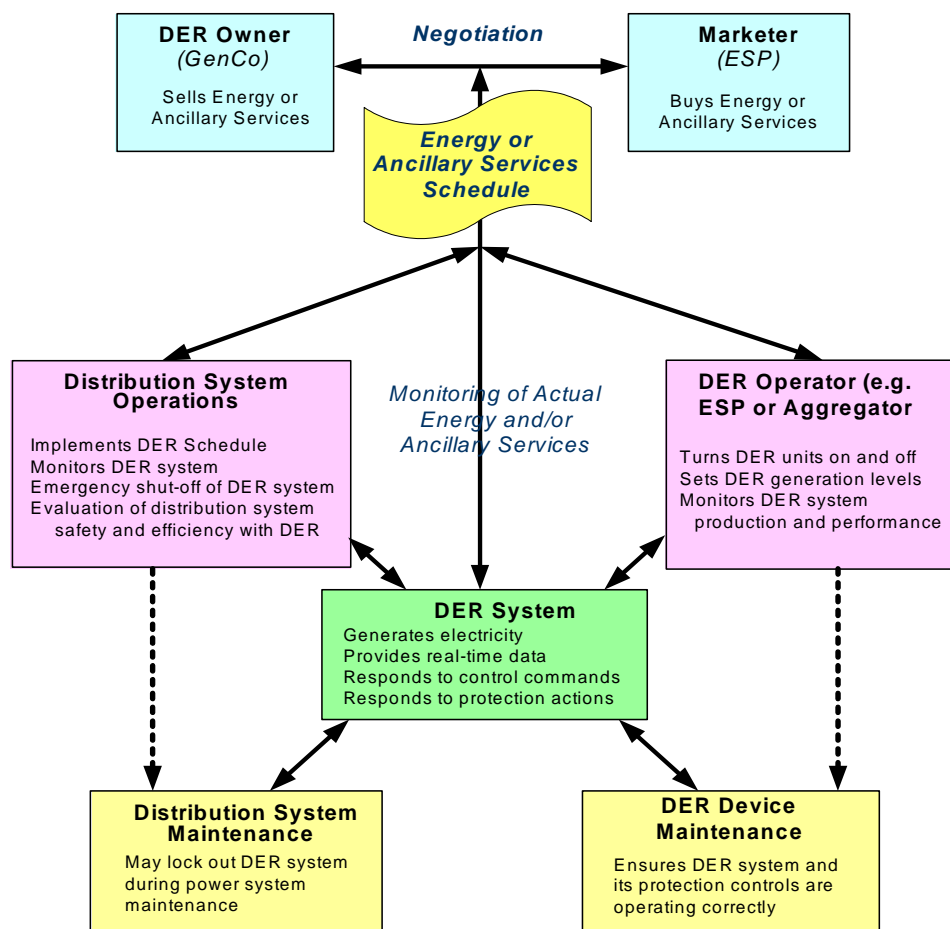 DER Owner
(GenCo)
Sells Energy or
Ancillary Services
Negotiation
Marketer
(ESP)
Buys Energy or
Ancillary Services
Energy or
Ancillary Services
Schedule
Distribution System
Operations
Implements DER Schedule
Monitors DER system
Emergency shut-off of DER system
Evaluation of distribution system
safety and efficiency with DER
Monitoring of Actual
Energy and/or
Ancillary Services
DER Operator (e.g.
ESP or Aggregator
Turns DER units on and off
Sets DER generation levels
Monitors DER system
production and performance
DER System
Generates electricity
Provides real-time data
Responds to control commands
Responds to protection actions
Distribution System
Maintenance
May lock out DER system
during power system
maintenance
DER Device
Maintenance
Ensures DER system and
its protection controls are
operating correctly